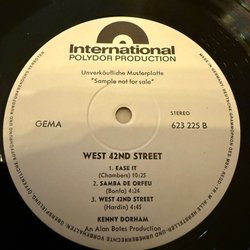 International
POLYDOR PRODUCTION
Unverkäufliche Musterplatte
"Sample not for sale"
STEREO
GEMA
623 225 B
WEST 42ND STREET
1. EASE IT
(Chambers) 10:25
2. SAMBA DE ORFEU
(Bonfa) 4:24
3. WEST 42ND STREET
(Hardin) 4:45
KENNY DORHAM
An Alan Bates Production